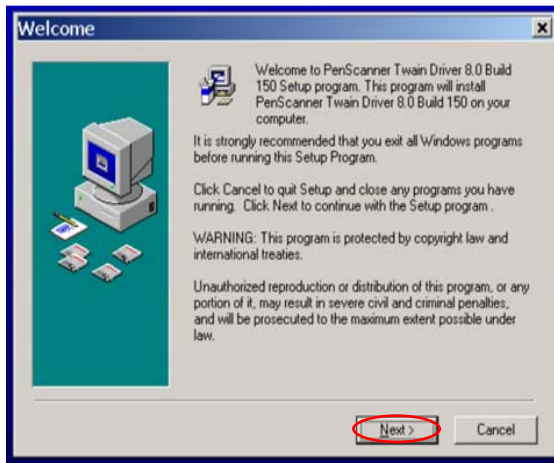 Welcome
Welcome to PenScanner Twain Driver 8.0 Build
150 Setup program. This program will install
PenScanner Twain Driver 8.0 Build 150 on your
computer.
It is strongly recommended that you exit all Windows programs
before running this Setup Program.
Click Cancel to quit Setup and close any programs you have
running. Click Next to continue with the Setup program .
WARNING: This program is protected by copyright law and
international treaties.
Unauthorized reproduction or distribution of this program, or any
portion of it, may result in severe civil and criminal penalties,
and will be prosecuted to the maximum extent possible under
law.
Next >
Cancel